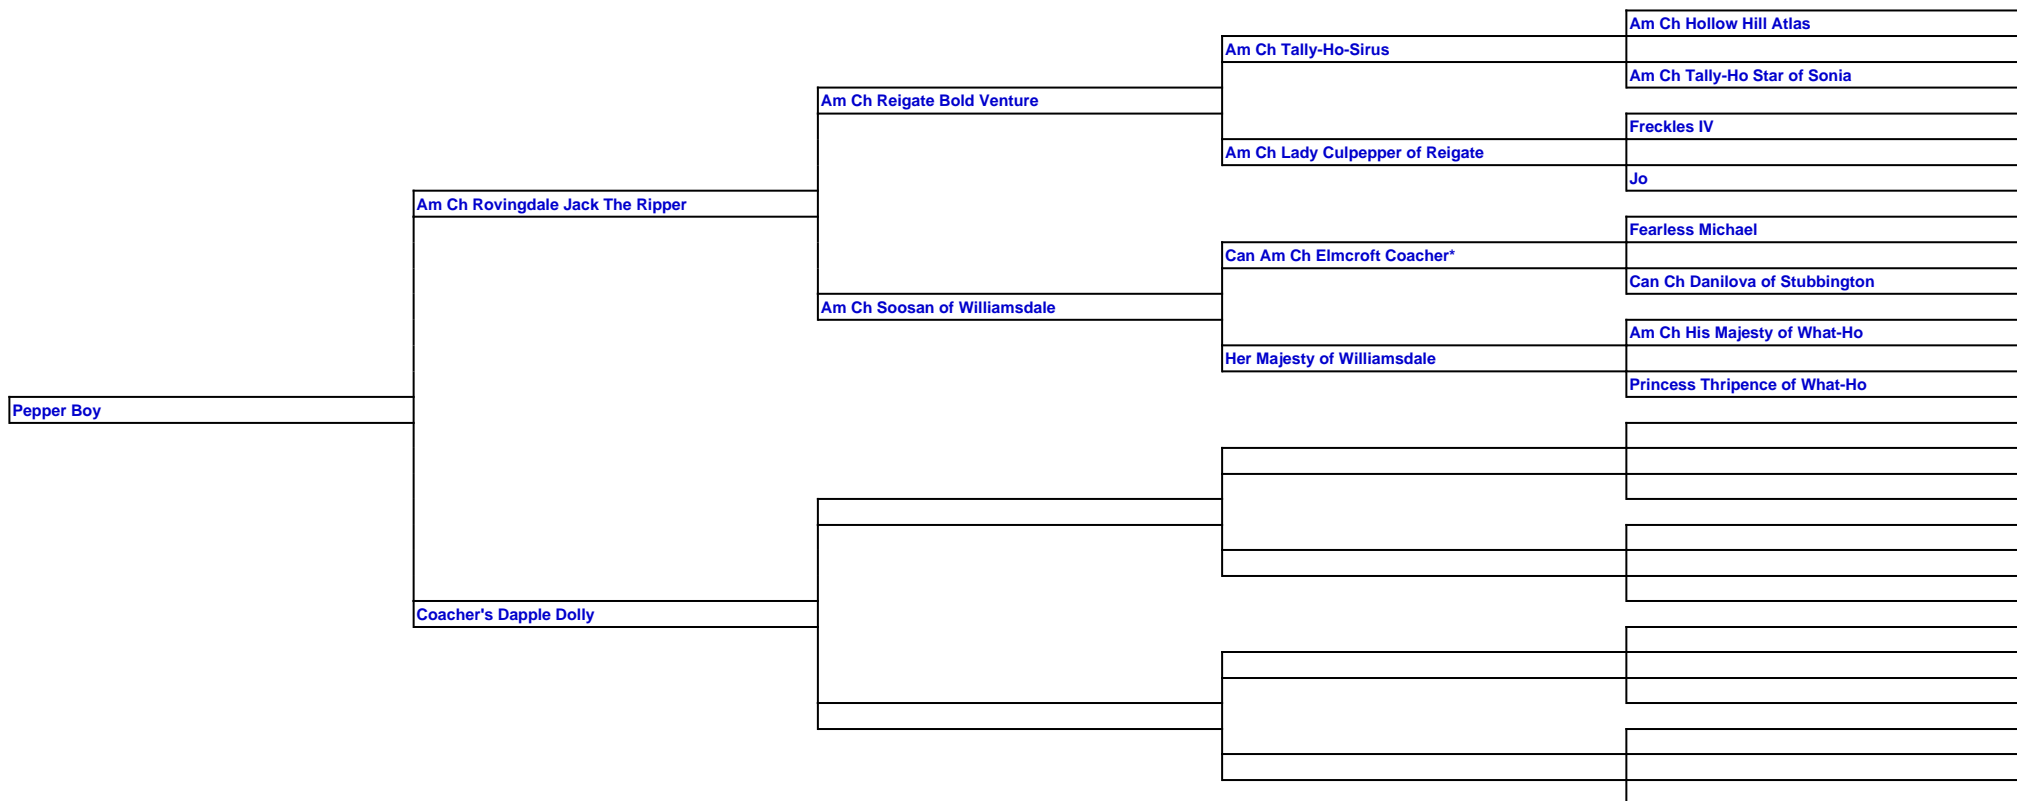 Am Ch Hollow Hill Atlas
Am Ch Tally-Ho-Sirus
Am Ch Tally-Ho Star of Sonia
Am Ch Reigate Bold Venture
Freckles IV
Am Ch Lady Culpepper of Reigate
Jo
Am Ch Rovingdale Jack The Ripper
Fearless Michael
Can Am Ch Elmcroft Coacher*
Can Ch Danilova of Stubbington
Am Ch Soosan of Williamsdale
Am Ch His Majesty of What-Ho
Her Majesty of Williamsdale
Princess Thripence of What-Ho
Pepper Boy
Coacher's Dapple Dolly